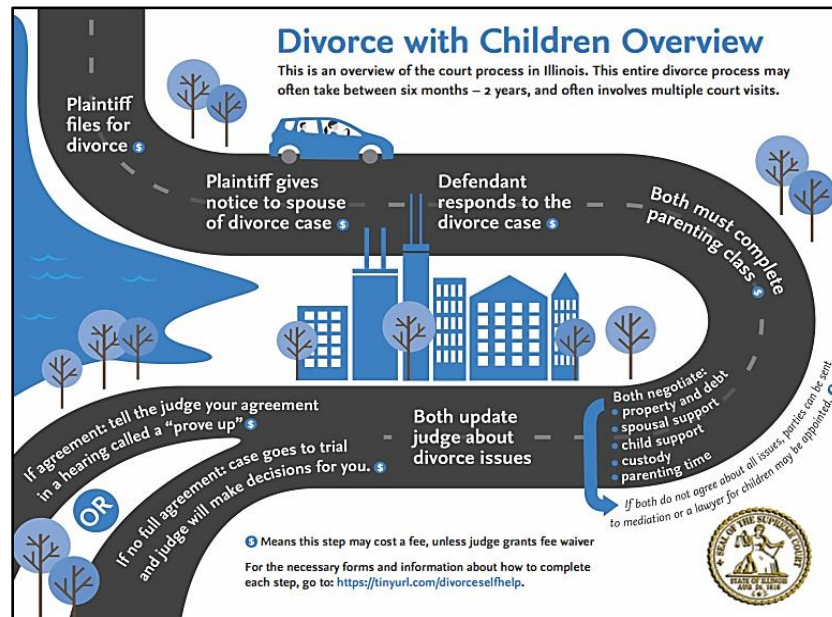 Divorce with Children Overview
This is an overview of the court process in Illinois. This entire divorce process may
often take between six months – 2 years, and often involves multiple court visits.
Plaintiff
files for
divorce $
Plaintiff gives
notice to spouse
of divorce case $
Defendant
responds to the
divorce case $
Both must complete
parenting class $
Both negotiate:
• property and debt
• spousal support
• child support
• custody
• parenting time
If both do not agree about all issues, parties can be sent
to mediation or a lawyer for children may be appointed. $
Both update
judge about
divorce issues
If agreement: tell the judge your agreement
in a hearing called a “prove up” $
OR
If no full agreement: case goes to trial
and judge will make decisions for you. $
$ Means this step may cost a fee, unless judge grants fee waiver
For the necessary forms and information about how to complete
each step, go to: https://tinyurl.com/divorceselfhelp.
SEAL OF THE SUPREME COURT
STATE OF ILLINOIS
AUG. 26, 1818